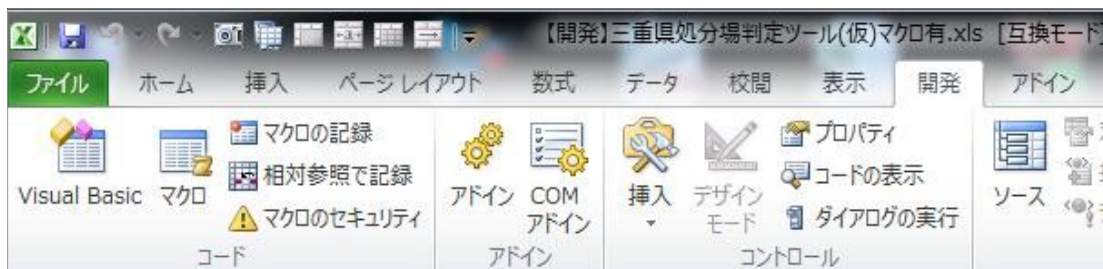 【開発】三重県処分場判定ツール(仮)マクロ有.xls [互換モード]
ファイル ホーム 挿入 ページ レイアウト 数式 データ 校閲 表示 開発 アドイン
Visual Basic
マクロ
マクロの記録
相対参照で記録
マクロのセキュリティ
コード
アドイン
COM
アドイン
アドイン
挿入
デザイン
モード
プロパティ
コードの表示
ダイアログの実行
コントロール
ソース